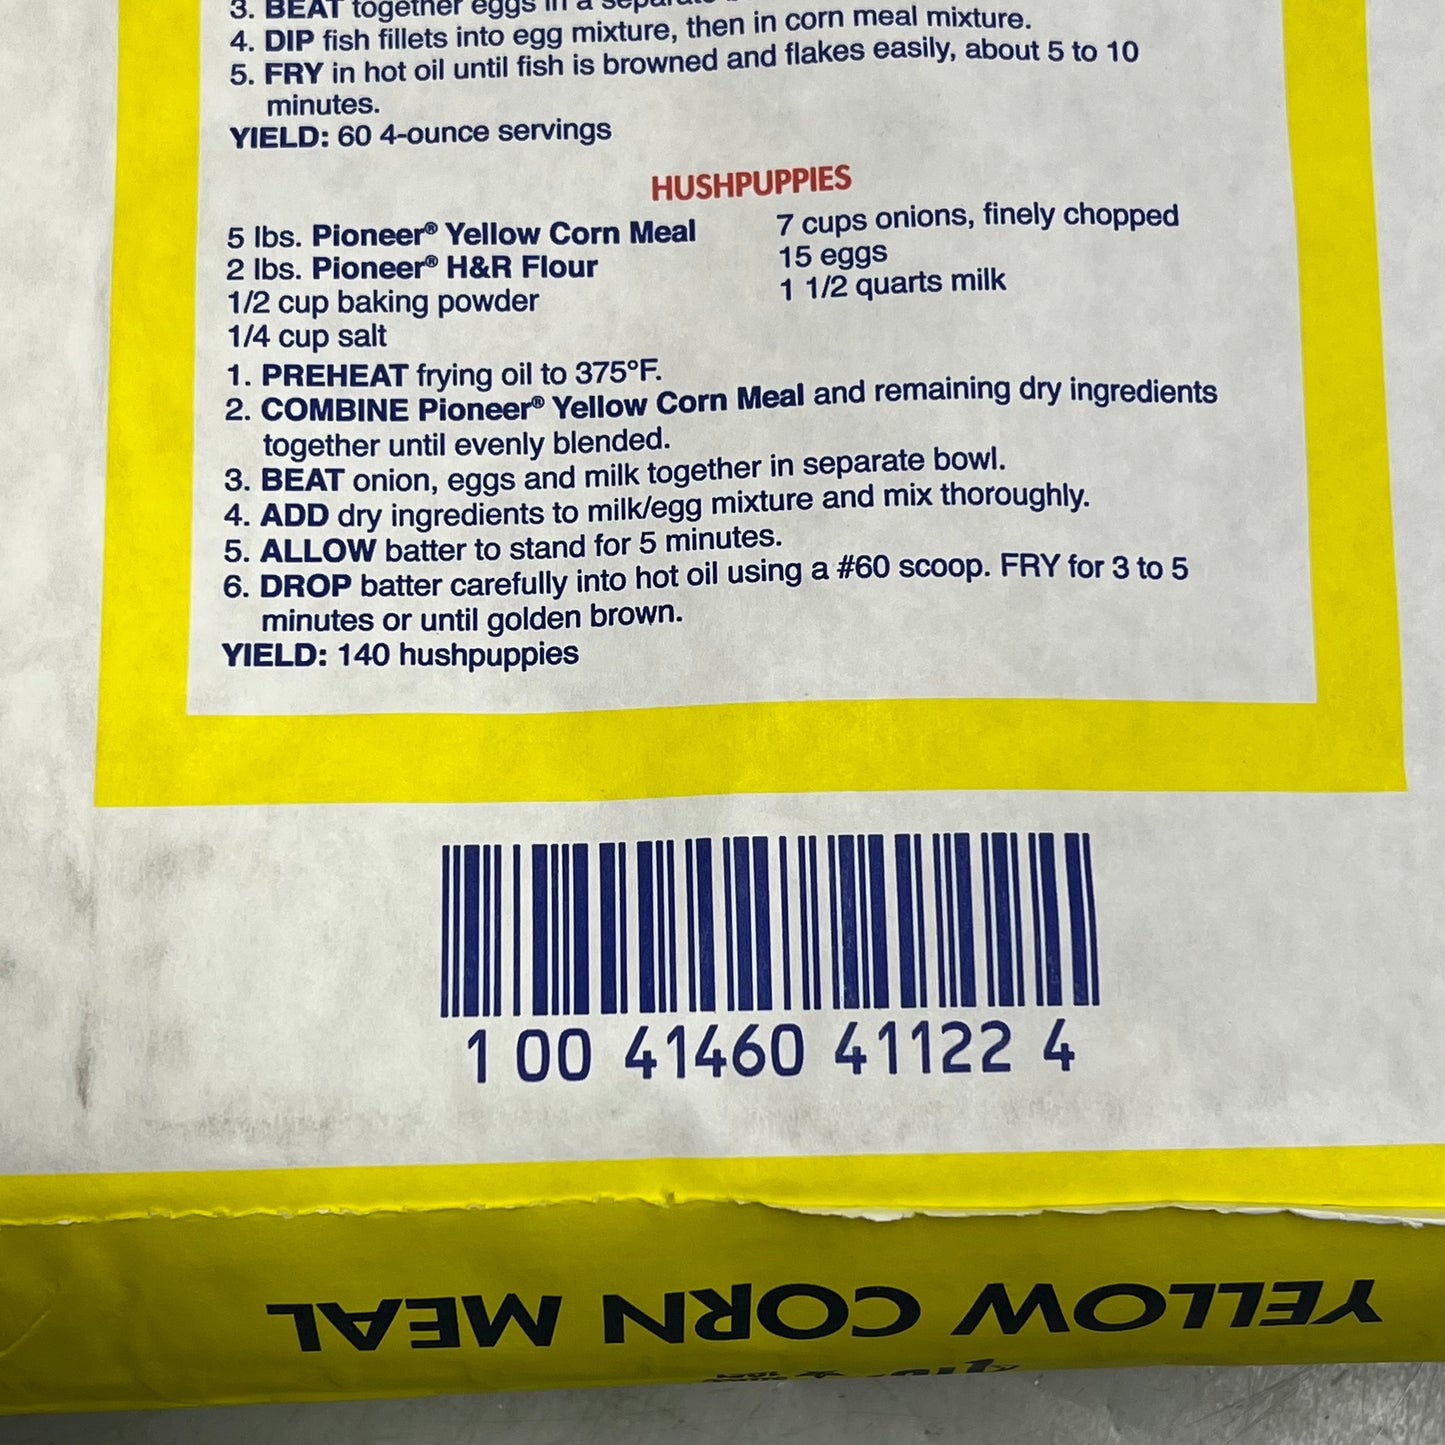 3. BEAT together eggs in a separate
4. DIP fish fillets into egg mixture, then in corn meal mixture.
5. FRY in hot oil until fish is browned and flakes easily, about 5 to 10
minutes.
YIELD: 60 4-ounce servings
HUSHPUPPIES
5 lbs. Pioneer® Yellow Corn Meal
2 lbs. Pioneer® H&R Flour
1/2 cup baking powder
1/4 cup salt
7 cups onions, finely chopped
15 eggs
1 1/2 quarts milk
1. PREHEAT frying oil to 375°F.
2. COMBINE Pioneer® Yellow Corn Meal and remaining dry ingredients
together until evenly blended.
3. BEAT onion, eggs and milk together in separate bowl.
4. ADD dry ingredients to milk/egg mixture and mix thoroughly.
5. ALLOW batter to stand for 5 minutes.
6. DROP batter carefully into hot oil using a #60 scoop. FRY for 3 to 5
minutes or until golden brown.
YIELD: 140 hushpuppies
1 00 41460 41122 4
YELLOW CORN MEAL